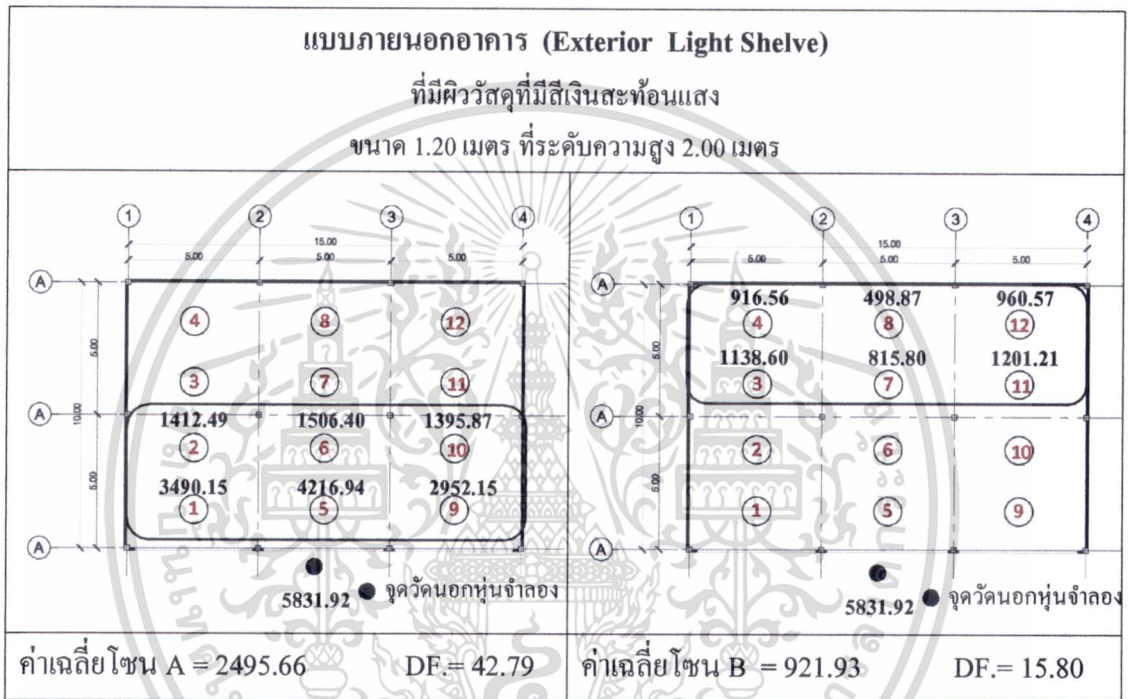 แบบภายนอกอาคาร (Exterior Light Shelve)
ที่มีผิววัสดุที่มีสีเงินสะท้อนแสง
ขนาด 1.20 เมตร ที่ระดับความสูง 2.00 เมตร
1 2 3 4
15.00
5.00 5.00 5.00
A
4 8 12
5.00
3 7 11
10.00
A
1412.49 1506.40 1395.87
2 6 10
5.00
3490.15 4216.94 2952.15
1 5 9
A
5831.92 จุดวัดนอกหุ่นจำลอง
ค่าเฉลี่ยโซน A = 2495.66 DF.= 42.79
1 2 3 4
15.00
5.00 5.00 5.00
A
916.56 498.87 960.57
4 8 12
5.00
1138.60 815.80 1201.21
3 7 11
10.00
A
2 6 10
5.00
1 5 9
A
5831.92 จุดวัดนอกหุ่นจำลอง
ค่าเฉลี่ยโซน B = 921.93 DF.= 15.80